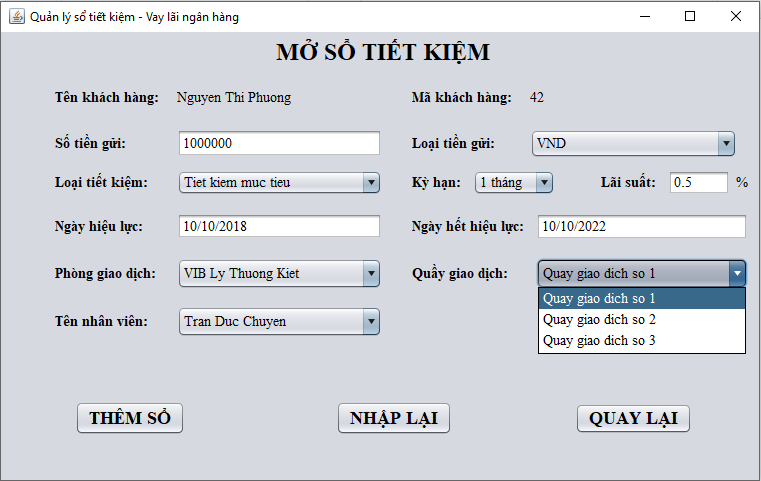 Quản lý sổ tiết kiệm - Vay lãi ngân hàng
MỞ SỔ TIẾT KIỆM
Tên khách hàng: Nguyen Thi Phuong Mã khách hàng: 42
Số tiền gửi: 1000000 Loại tiền gửi: VND
Loại tiết kiệm: Tiet kiem muc tieu Kỳ hạn: 1 tháng Lãi suất: 0.5 %
Ngày hiệu lực: 10/10/2018 Ngày hết hiệu lực: 10/10/2022
Phòng giao dịch: VIB Ly Thuong Kiet Quầy giao dịch: Quay giao dich so 1
Quay giao dich so 1
Tên nhân viên: Tran Duc Chuyen Quay giao dich so 2
Quay giao dich so 3
THÊM SỔ NHẬP LẠI QUAY LẠI